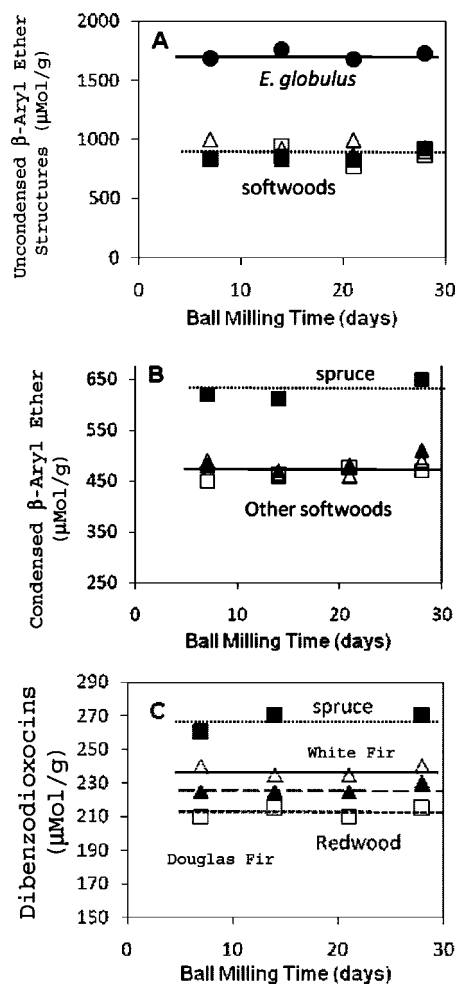 A
Uncondensed β-Aryl Ether
Structures (μMol/g)
2000
1500
1000
500
0
E. globulus
softwoods
0 10 20 30
Ball Milling Time (days)
B
Condensed β-Aryl Ether
(μMol/g)
650
550
450
350
250
spruce
Other softwoods
0 10 20 30
Ball Milling Time (days)
C
Dibenzodioxocins
(μMol/g)
290
270
250
230
210
190
170
150
spruce
White Fir
Redwood
Douglas Fir
0 10 20 30
Ball Milling Time (days)